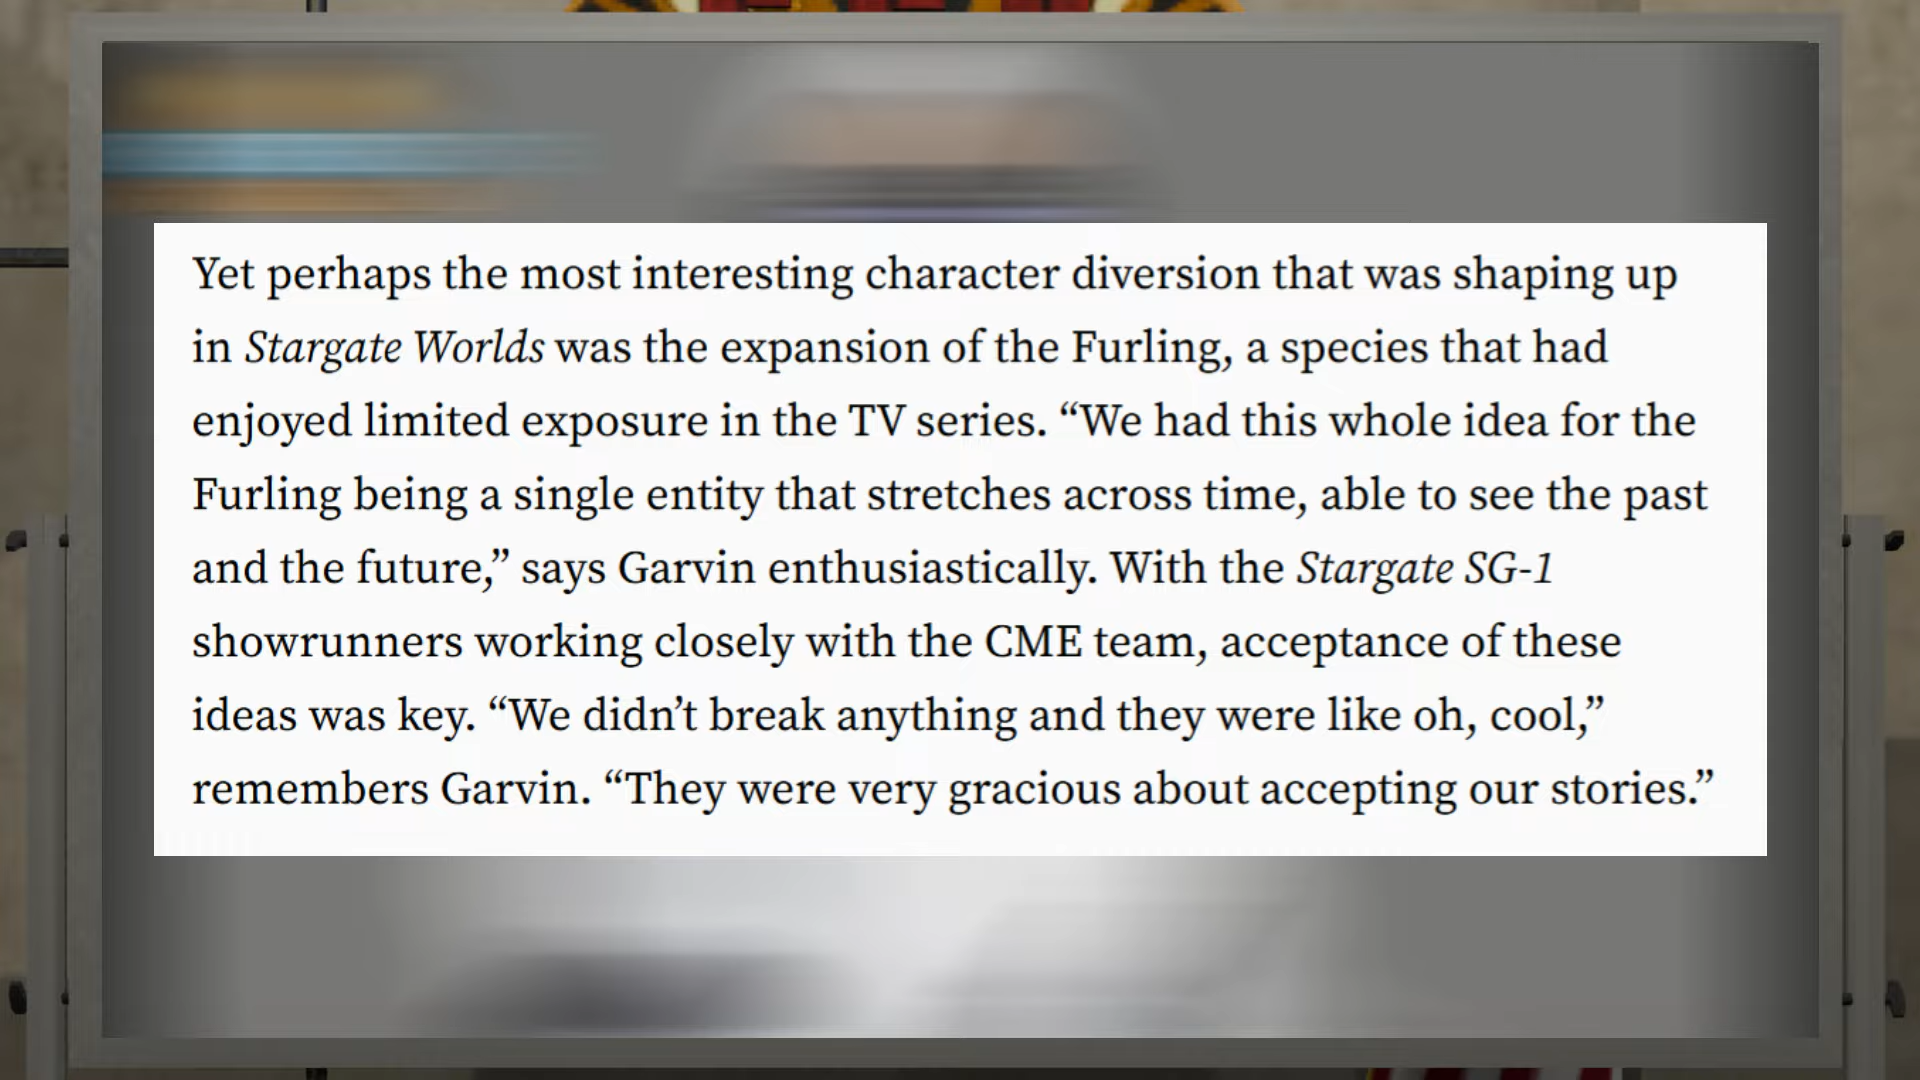 Yet perhaps the most interesting character diversion that was shaping up
in Stargate Worlds was the expansion of the Furling, a species that had
enjoyed limited exposure in the TV series. “We had this whole idea for the
Furling being a single entity that stretches across time, able to see the past
and the future,” says Garvin enthusiastically. With the Stargate SG-1
showrunners working closely with the CME team, acceptance of these
ideas was key. “We didn’t break anything and they were like oh, cool,”
remembers Garvin. “They were very gracious about accepting our stories.”